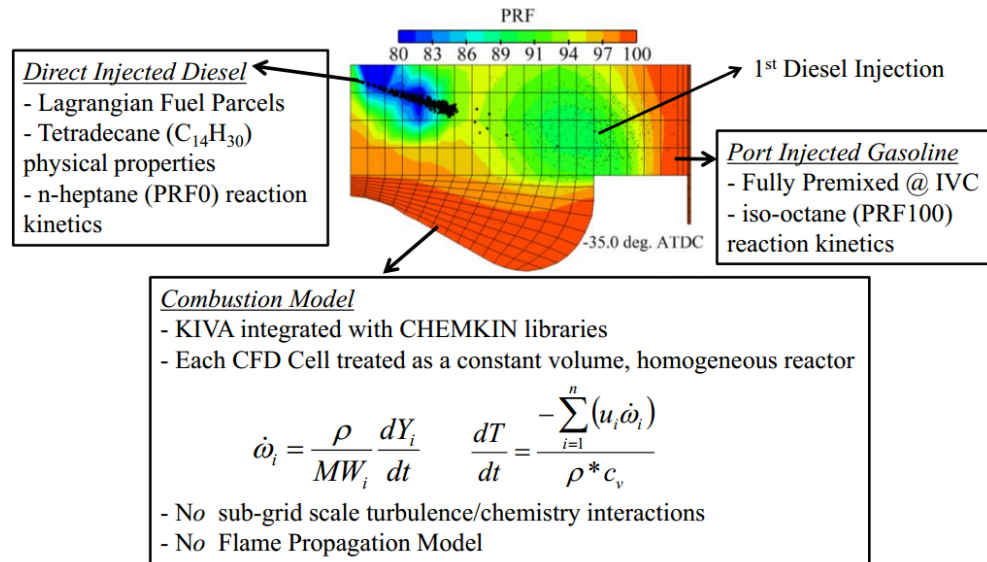 PRF
80 83 86 89 91 94 97 100
Direct Injected Diesel
- Lagrangian Fuel Parcels
- Tetradecane (C₁₄H₃₀)
physical properties
- n-heptane (PRF0) reaction
kinetics
1ˢᵗ Diesel Injection
Port Injected Gasoline
- Fully Premixed @ IVC
- iso-octane (PRF100)
reaction kinetics
-35.0 deg. ATDC
Combustion Model
- KIVA integrated with CHEMKIN libraries
- Each CFD Cell treated as a constant volume, homogeneous reactor
ω̇ᵢ = ρ/MWᵢ dYᵢ/dt    dT/dt = −∑ᵢ₌₁ⁿ(uᵢω̇ᵢ)/ρ*cᵥ
- No sub-grid scale turbulence/chemistry interactions
- No Flame Propagation Model